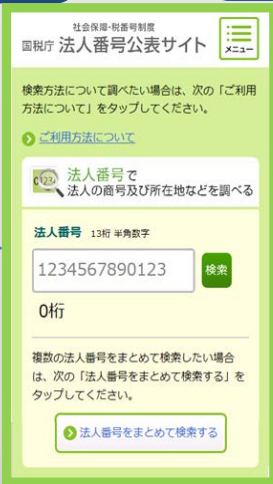 社会保障・税番号制度
国税庁 法人番号公表サイト
メニュー
検索方法について調べたい場合は、次の「ご利用
方法について」をタップしてください。
ご利用方法について
法人番号で
法人の商号及び所在地などを調べる
法人番号 13桁 半角数字
1234567890123 検索
0桁
複数の法人番号をまとめて検索したい場合
は、次の「法人番号をまとめて検索する」を
タップしてください。
法人番号をまとめて検索する